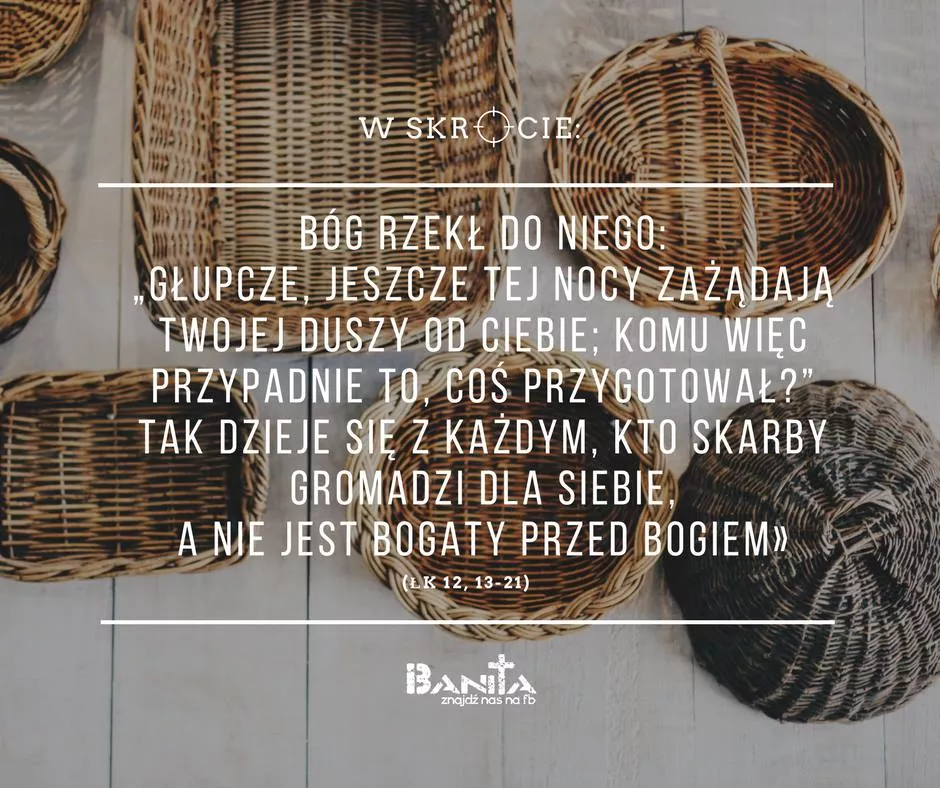 W SKRÓCIE:
BÓG RZEKŁ DO NIEGO:
„GŁUPCZE, JESZCZE TEJ NOCY ZAŻĄDAJĄ
TWOJEJ DUSZY OD CIEBIE; KOMU WIĘC
PRZYPADNIE TO, COŚ PRZYGOTOWAŁ?”
TAK DZIEJE SIĘ Z KAŻDYM, KTO SKARBY
GROMADZI DLA SIEBIE,
A NIE JEST BOGATY PRZED BOGIEM»
(ŁK 12, 13-21)
BANITA
znajdź nas na fb